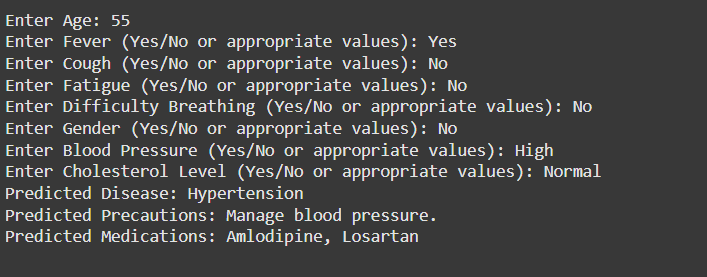 Enter Age: 55
Enter Fever (Yes/No or appropriate values): Yes
Enter Cough (Yes/No or appropriate values): No
Enter Fatigue (Yes/No or appropriate values): No
Enter Difficulty Breathing (Yes/No or appropriate values): No
Enter Gender (Yes/No or appropriate values): No
Enter Blood Pressure (Yes/No or appropriate values): High
Enter Cholesterol Level (Yes/No or appropriate values): Normal
Predicted Disease: Hypertension
Predicted Precautions: Manage blood pressure.
Predicted Medications: Amlodipine, Losartan